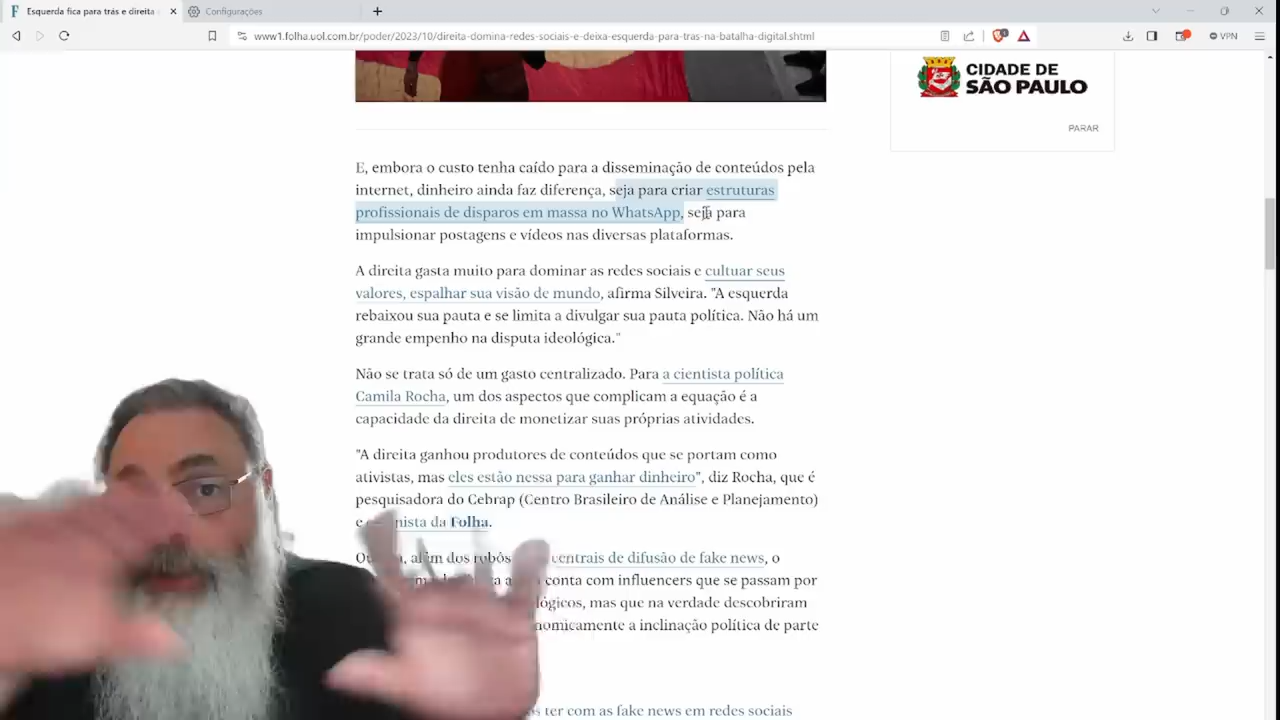 Esquerda fica para trás e direita
Configurações
www1.folha.uol.com.br/poder/2023/10/direita-domina-redes-sociais-e-deixa-esquerda-para-tras-na-batalha-digital.shtml
VPN
CIDADE DE
SÃO PAULO
PARAR
E, embora o custo tenha caído para a disseminação de conteúdos pela
internet, dinheiro ainda faz diferença, seja para criar estruturas
profissionais de disparos em massa no WhatsApp, seja para
impulsionar postagens e vídeos nas diversas plataformas.
A direita gasta muito para dominar as redes sociais e cultuar seus
valores, espalhar sua visão de mundo, afirma Silveira. "A esquerda
rebaixou sua pauta e se limita a divulgar sua pauta política. Não há um
grande empenho na disputa ideológica."
Não se trata só de um gasto centralizado. Para a cientista política
Camila Rocha, um dos aspectos que complicam a equação é a
capacidade da direita de monetizar suas próprias atividades.
"A direita ganhou produtores de conteúdos que se portam como
ativistas, mas eles estão nessa para ganhar dinheiro", diz Rocha, que é
pesquisadora do Cebrap (Centro Brasileiro de Análise e Planejamento)
e da Folha.
além dos robôs centrais de difusão de fake news, o
conta com influencers que se passam por
mas que na verdade descobriram
a inclinação política de parte
ter com as fake news em redes sociais